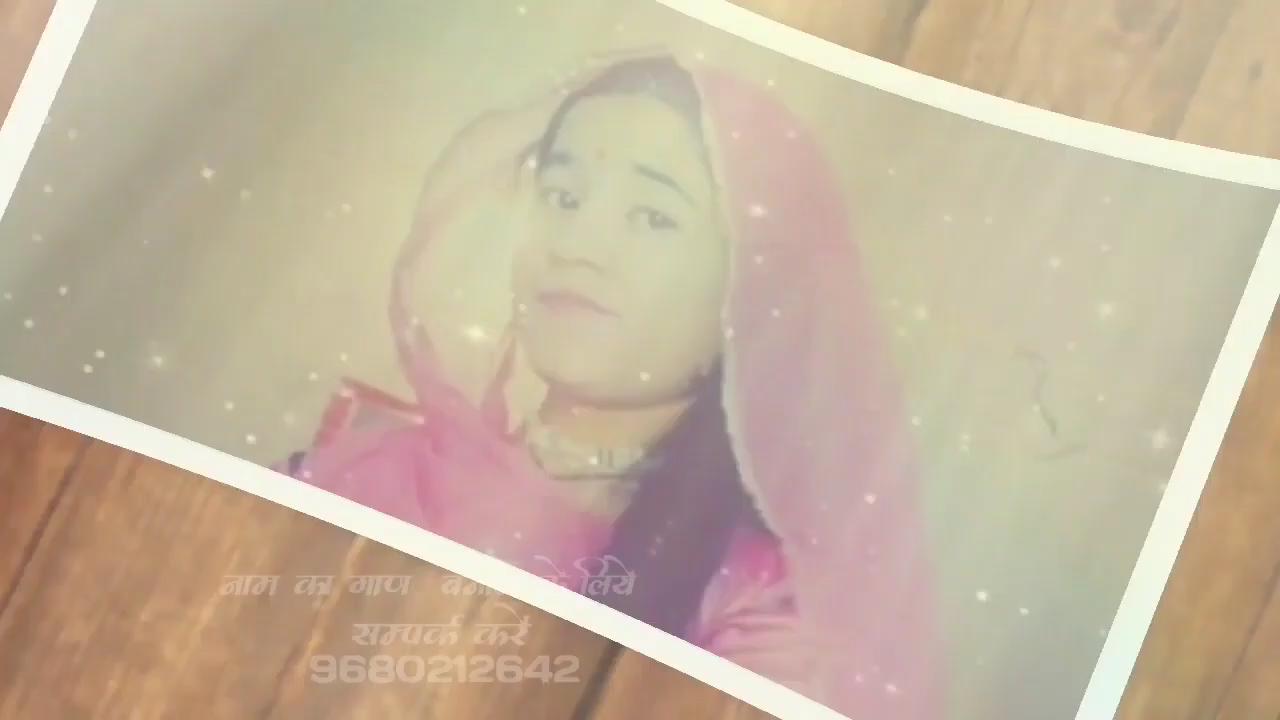 नाम का गाण के लिये
सम्पर्क करें
9680212642